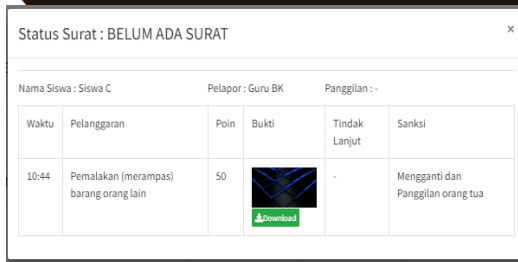 Status Surat : BELUM ADA SURAT
×
Nama Siswa : Siswa C Pelapor : Guru BK Panggilan : -
Waktu Pelanggaran Poin Bukti Tindak Sanksi
Lanjut
10:44 Pemalakan (merampas) 50 - Mengganti dan
barang orang lain Panggilan orang tua
Download